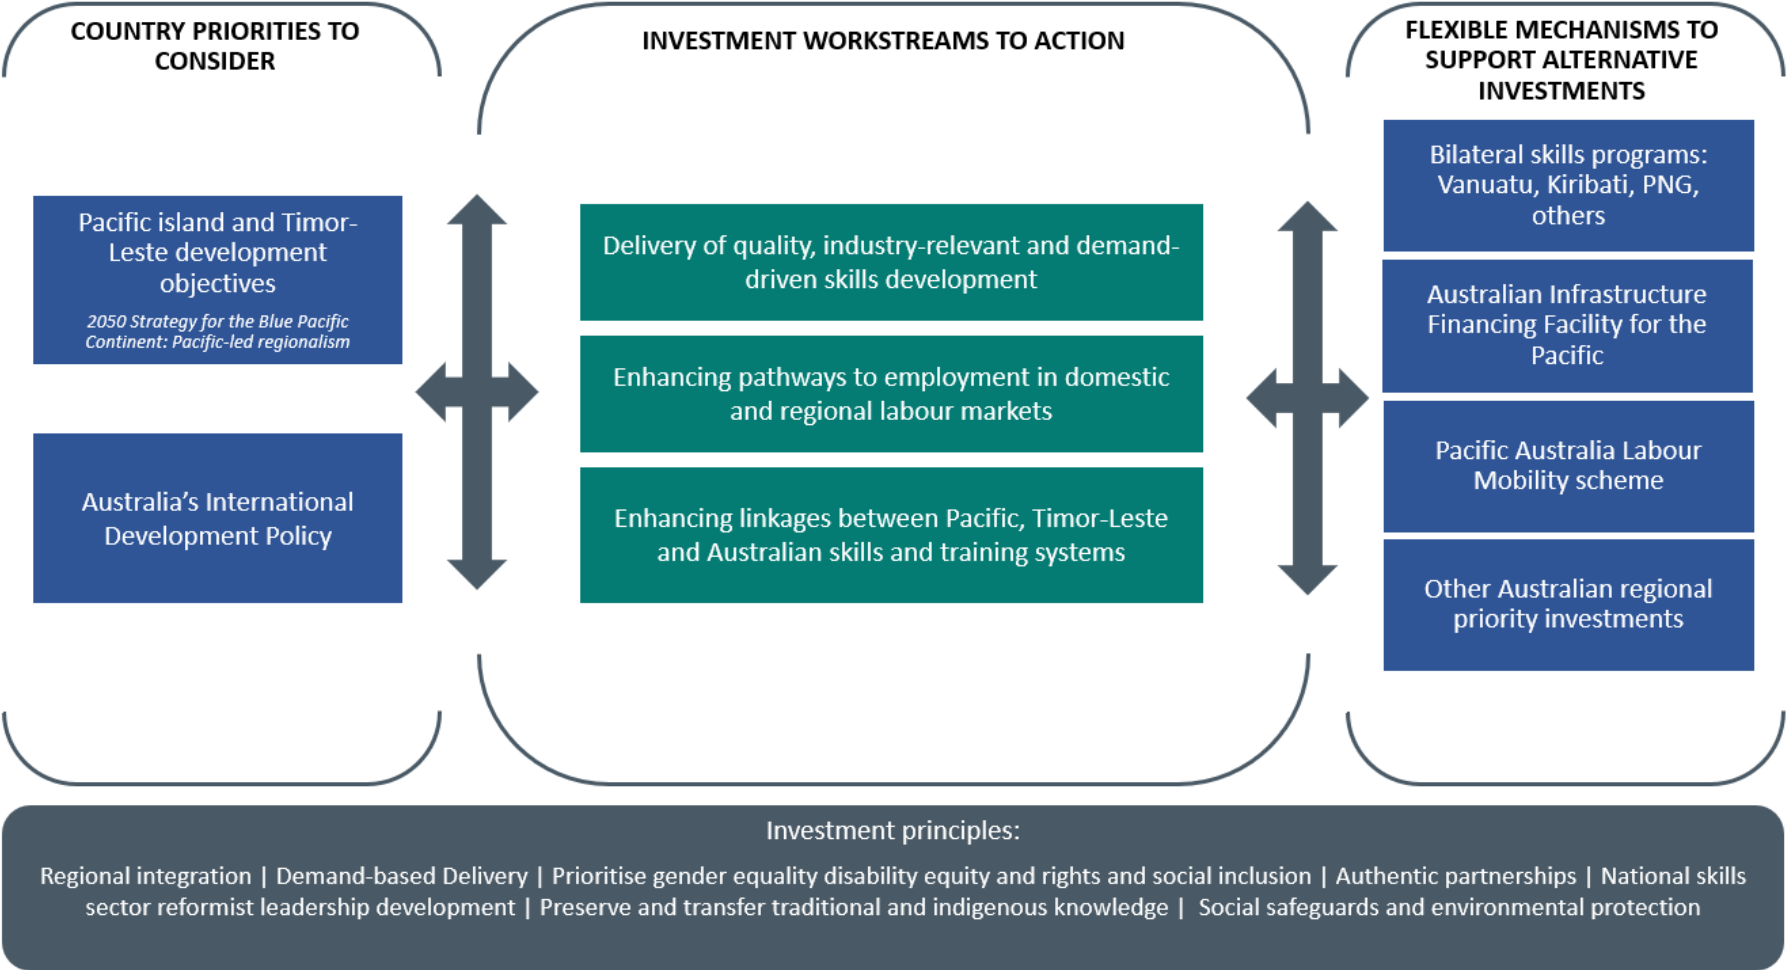 COUNTRY PRIORITIES TO
CONSIDER
Pacific island and Timor-
Leste development
objectives
2050 Strategy for the Blue Pacific
Continent: Pacific-led regionalism
Australia’s International
Development Policy
INVESTMENT WORKSTREAMS TO ACTION
Delivery of quality, industry-relevant and demand-
driven skills development
Enhancing pathways to employment in domestic
and regional labour markets
Enhancing linkages between Pacific, Timor-Leste
and Australian skills and training systems
FLEXIBLE MECHANISMS TO
SUPPORT ALTERNATIVE
INVESTMENTS
Bilateral skills programs:
Vanuatu, Kiribati, PNG,
others
Australian Infrastructure
Financing Facility for the
Pacific
Pacific Australia Labour
Mobility scheme
Other Australian regional
priority investments
Investment principles:
Regional integration | Demand-based Delivery | Prioritise gender equality disability equity and rights and social inclusion | Authentic partnerships | National skills
sector reformist leadership development | Preserve and transfer traditional and indigenous knowledge | Social safeguards and environmental protection